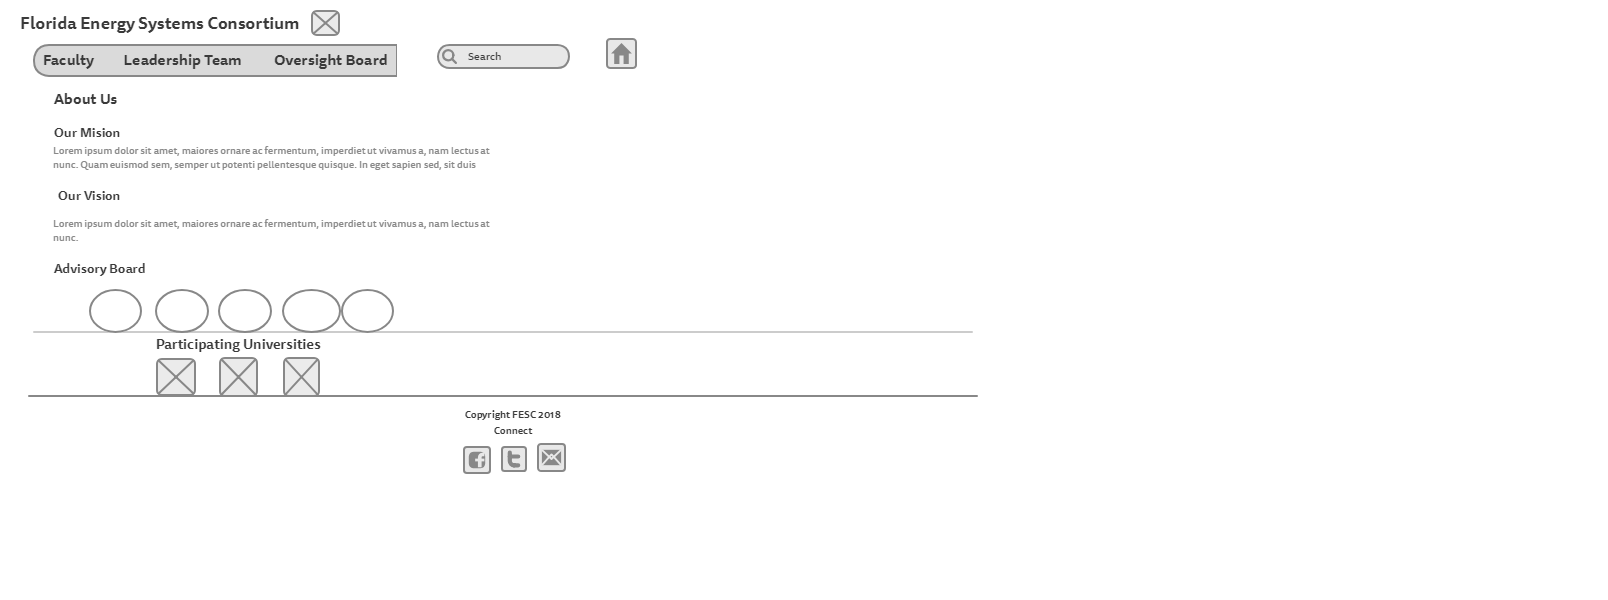 Florida Energy Systems Consortium
Faculty Leadership Team Oversight Board
Search
About Us
Our Mision
Lorem ipsum dolor sit amet, maiores ornare ac fermentum, imperdiet ut vivamus a, nam lectus at
nunc. Quam euismod sem, semper ut potenti pellentesque quisque. In eget sapien sed, sit duis
Our Vision
Lorem ipsum dolor sit amet, maiores ornare ac fermentum, imperdiet ut vivamus a, nam lectus at
nunc.
Advisory Board
Participating Universities
Copyright FESC 2018
Connect